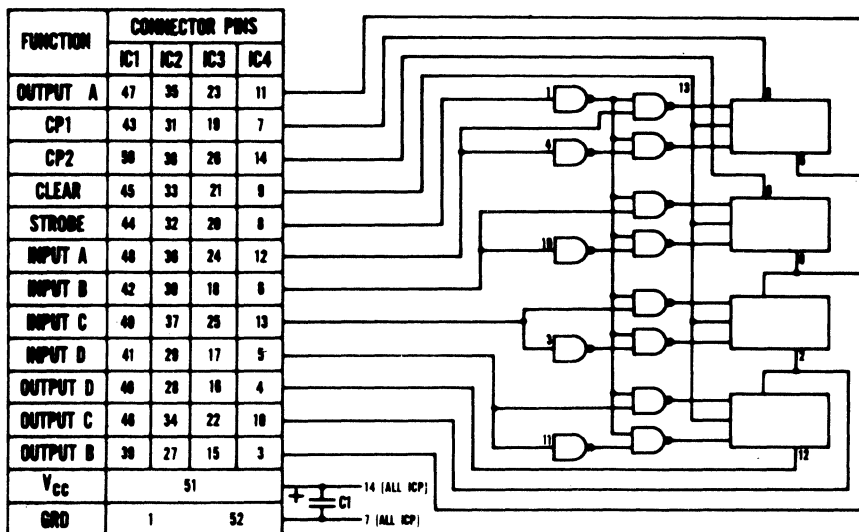 FUNCTION CONNECTOR PINS
IC1 IC2 IC3 IC4
OUTPUT A 47 35 23 11
CP1 43 31 19 7
CP2 50 38 26 14
CLEAR 45 33 21 9
STROBE 44 32 20 8
INPUT A 48 36 24 12
INPUT B 42 30 18 6
INPUT C 49 37 25 13
INPUT D 41 29 17 5
OUTPUT D 40 28 16 4
OUTPUT C 46 34 22 10
OUTPUT B 39 27 15 3
VCC 51
GRD 1 52
+ C1
14 (ALL ICP)
7 (ALL ICP)
1
13
8
4
5
6
10
9
3
2
11
12